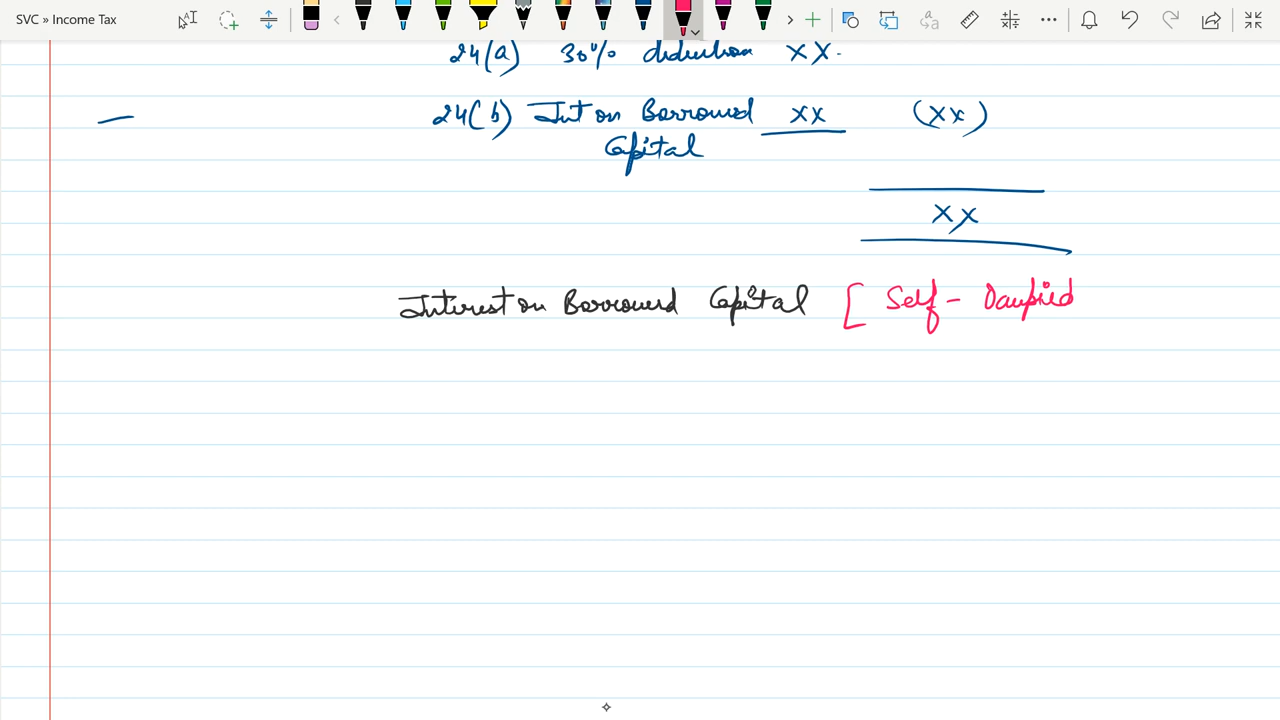 SVC » Income Tax
24(a) 30% deduction XX
24(b) Int on Borrowed XX (XX)
Capital
XX
Interest on Borrowed Capital [ Self - Occupied